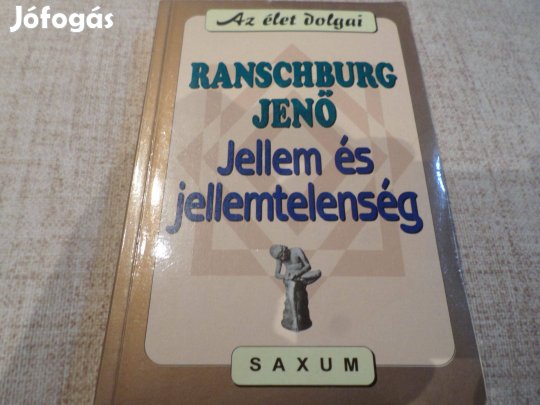 Jófogás
Az élet dolgai
RANSCHBURG
JENŐ
Jellem és
jellemtelenség
SAXUM